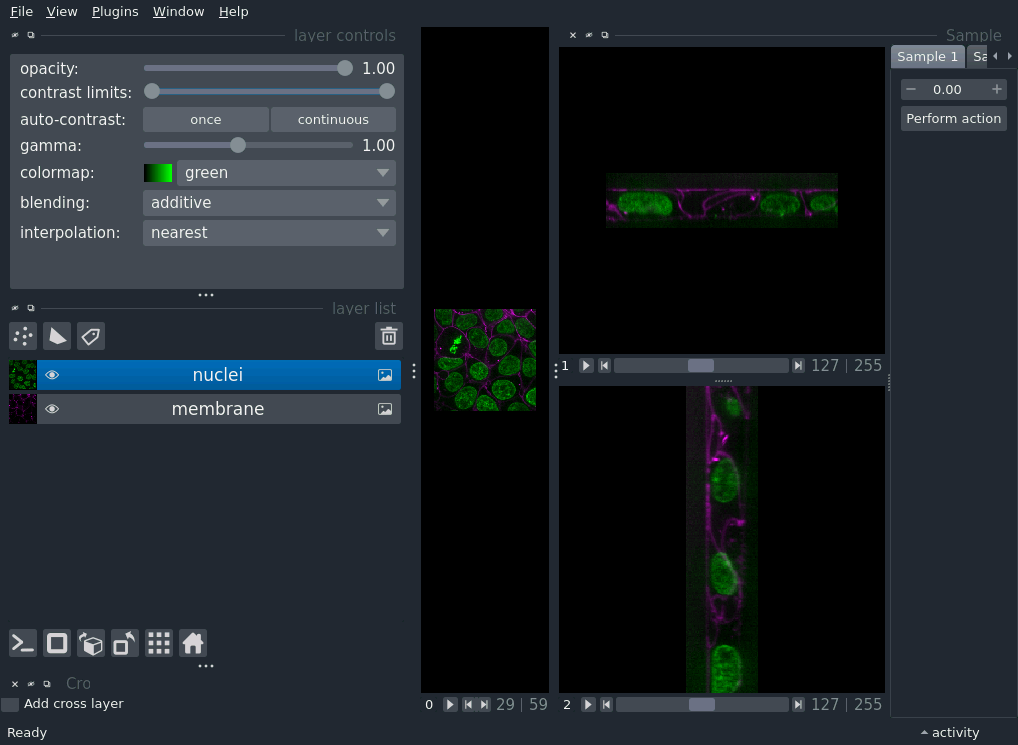 File View Plugins Window Help
layer controls
opacity: 1.00
contrast limits:
auto-contrast: once continuous
gamma: 1.00
colormap: green
blending: additive
interpolation: nearest
layer list
nuclei
membrane
Cro
Add cross layer
Ready
0 29 | 59
1 127 | 255
2 127 | 255
Sample
Sample 1 Sa
− 0.00 +
Perform action
activity